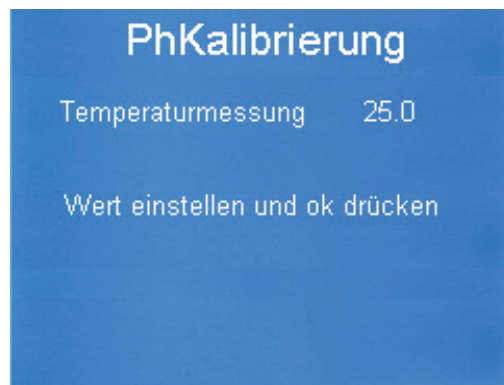 PhKalibrierung
Temperaturmessung 25.0
Wert einstellen und ok drücken